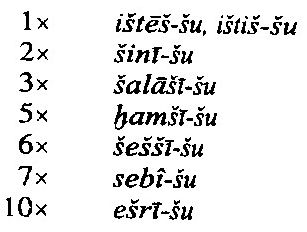 1× ištēš-šu, ištiš-šu
2× šinī-šu
3× šalāšī-šu
5× ḫamšī-šu
6× šeššī-šu
7× sebî-šu
10× ešrī-šu